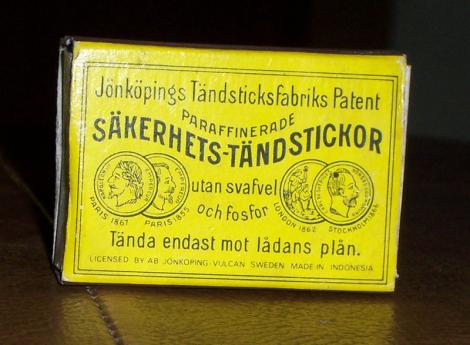 Jönköpings Tändsticksfabriks Patent
PARAFFINERADE
SÄKERHETS-TÄNDSTICKOR
utan svafvel
och fosfor
PARIS 1867
PARIS 1855
LONDON 1862
STOCKHOLM 1866
Tända endast mot lådans plån.
LICENSED BY AB JÖNKÖPING-VULCAN SWEDEN MADE IN INDONESIA